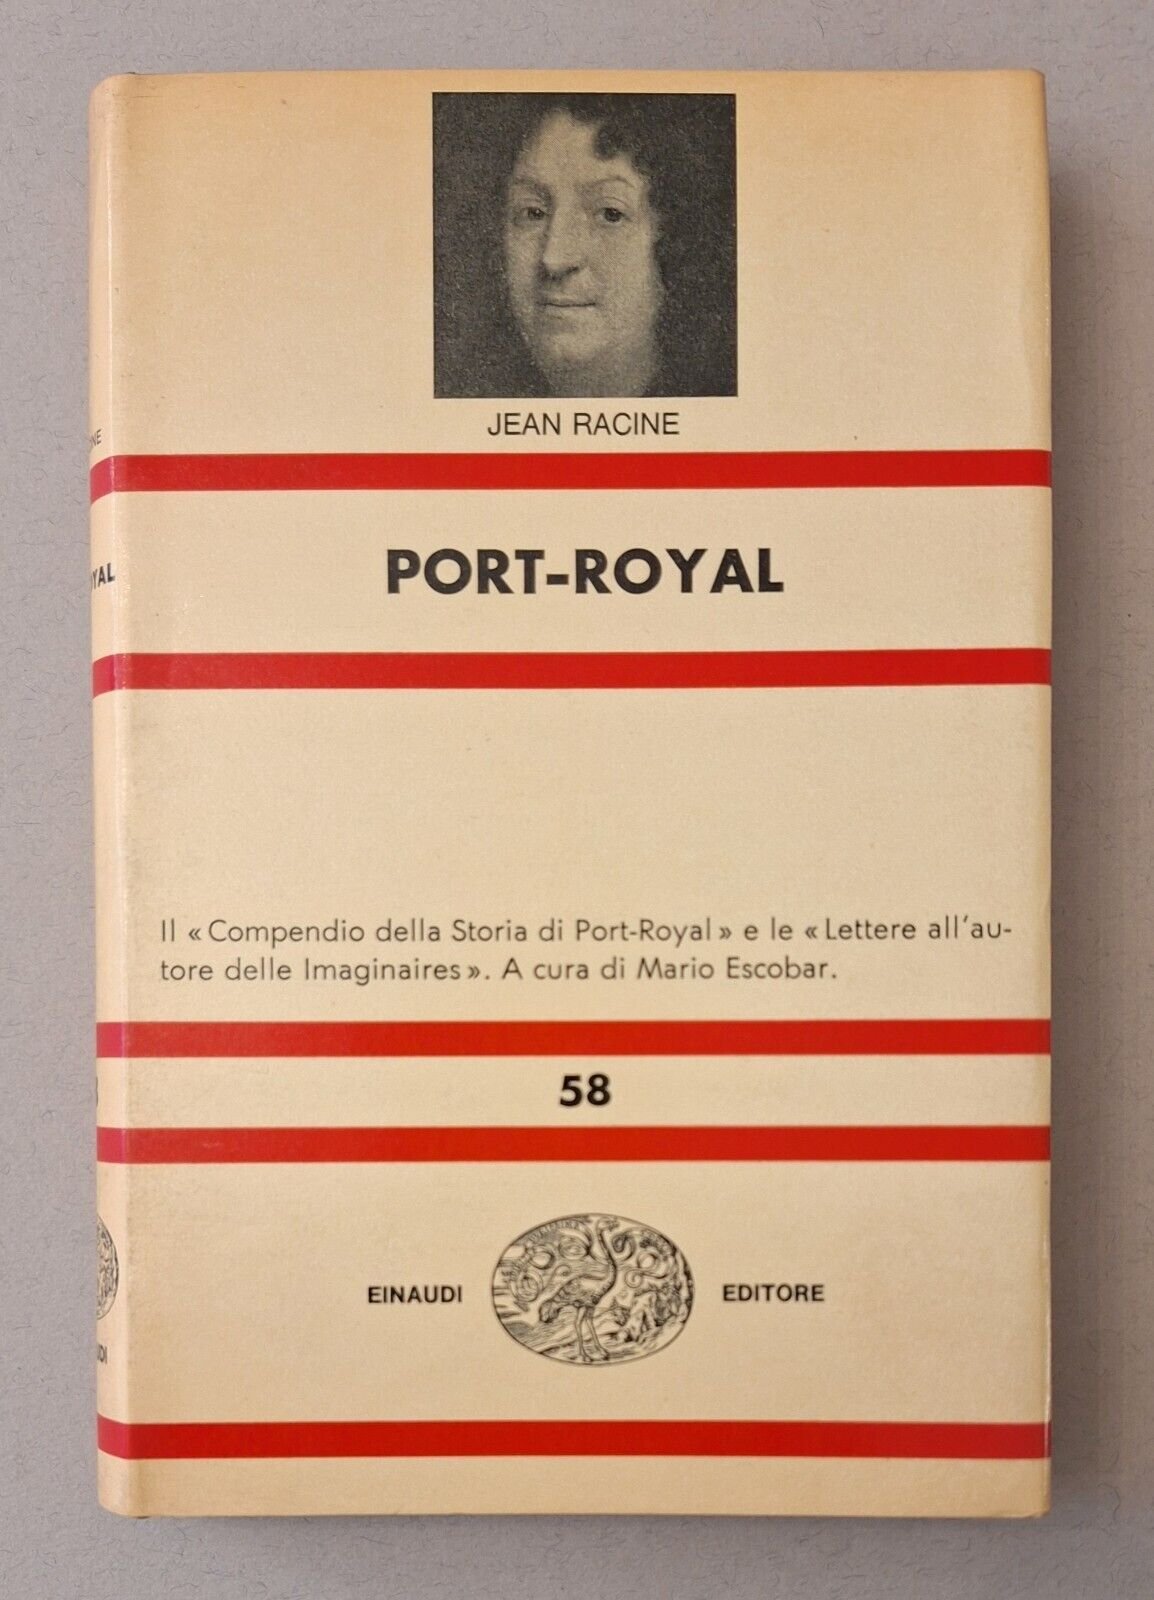 JEAN RACINE
PORT-ROYAL
Il « Compendio della Storia di Port-Royal » e le « Lettere all'au-
tore delle Imaginaires ». A cura di Mario Escobar.
58
EINAUDI EDITORE